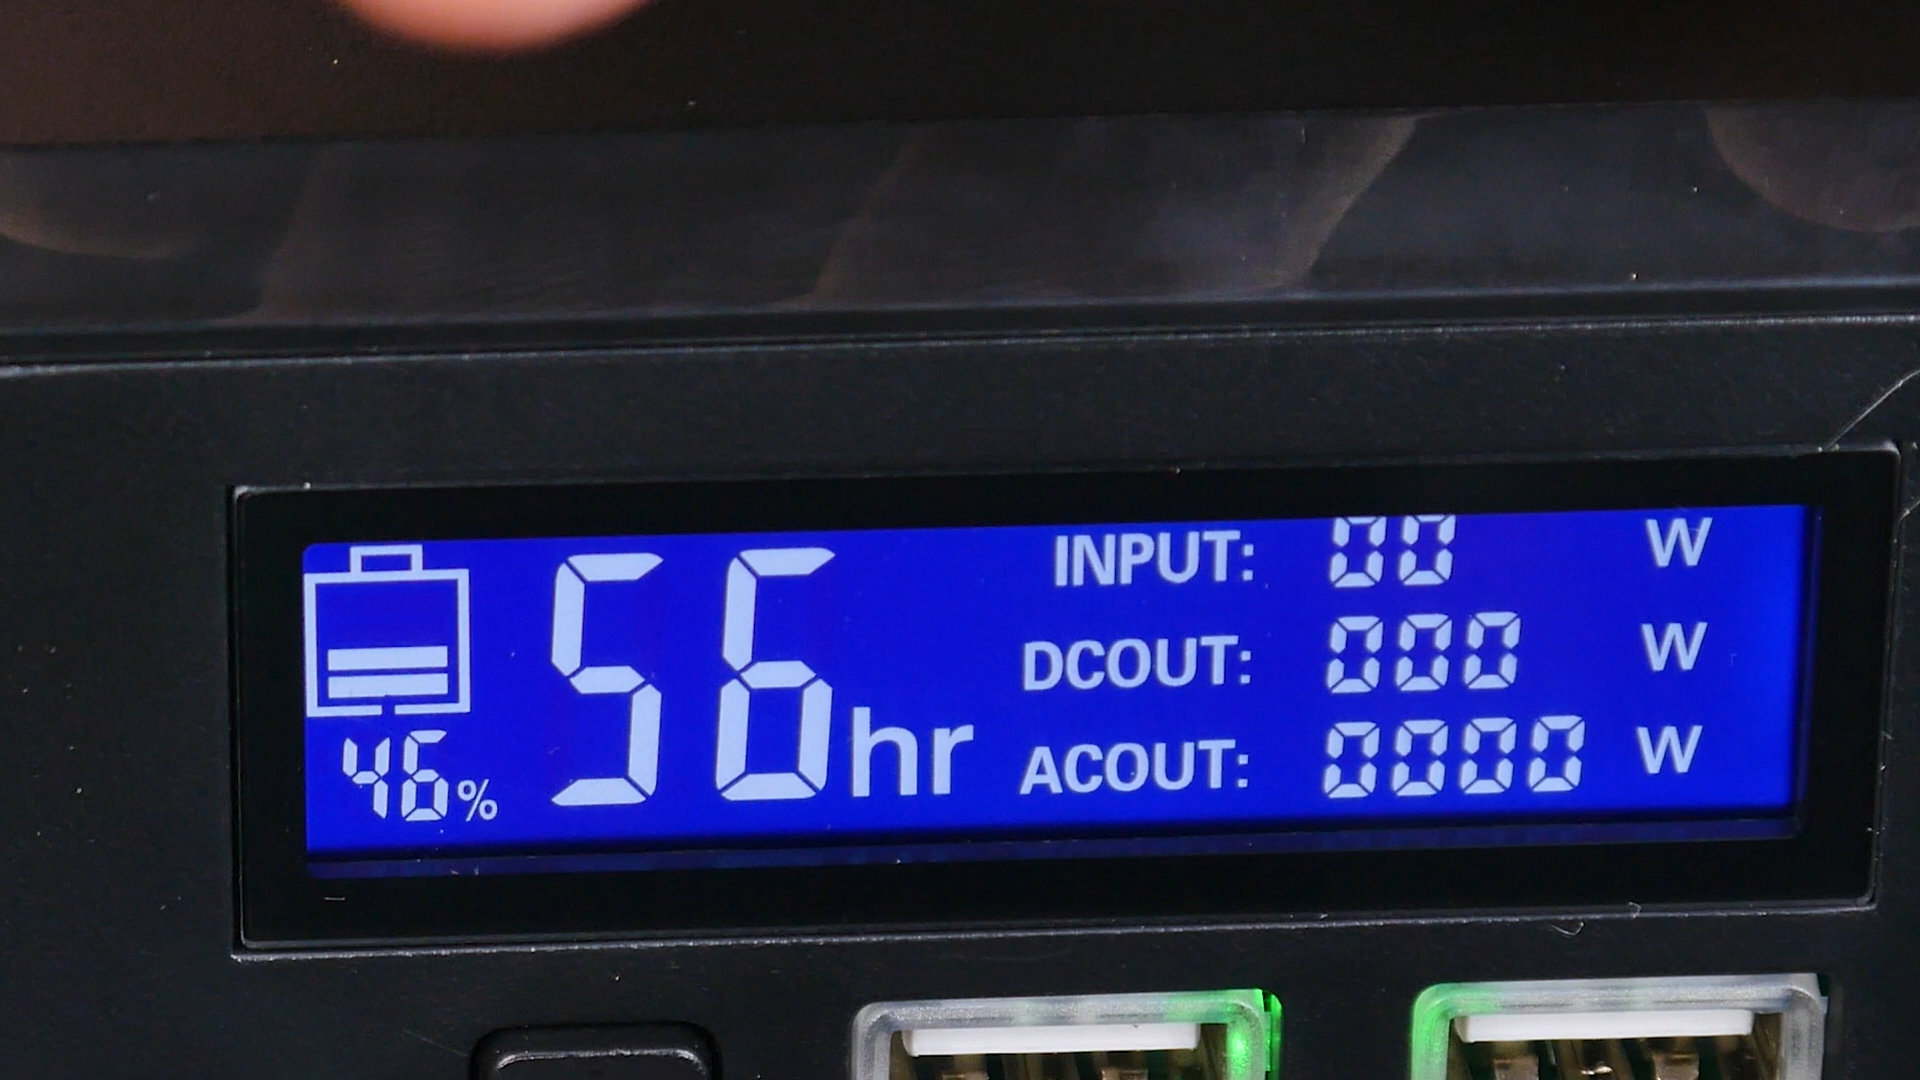 56hr
46%
INPUT: 00 W
DCOUT: 000 W
ACOUT: 0000 W